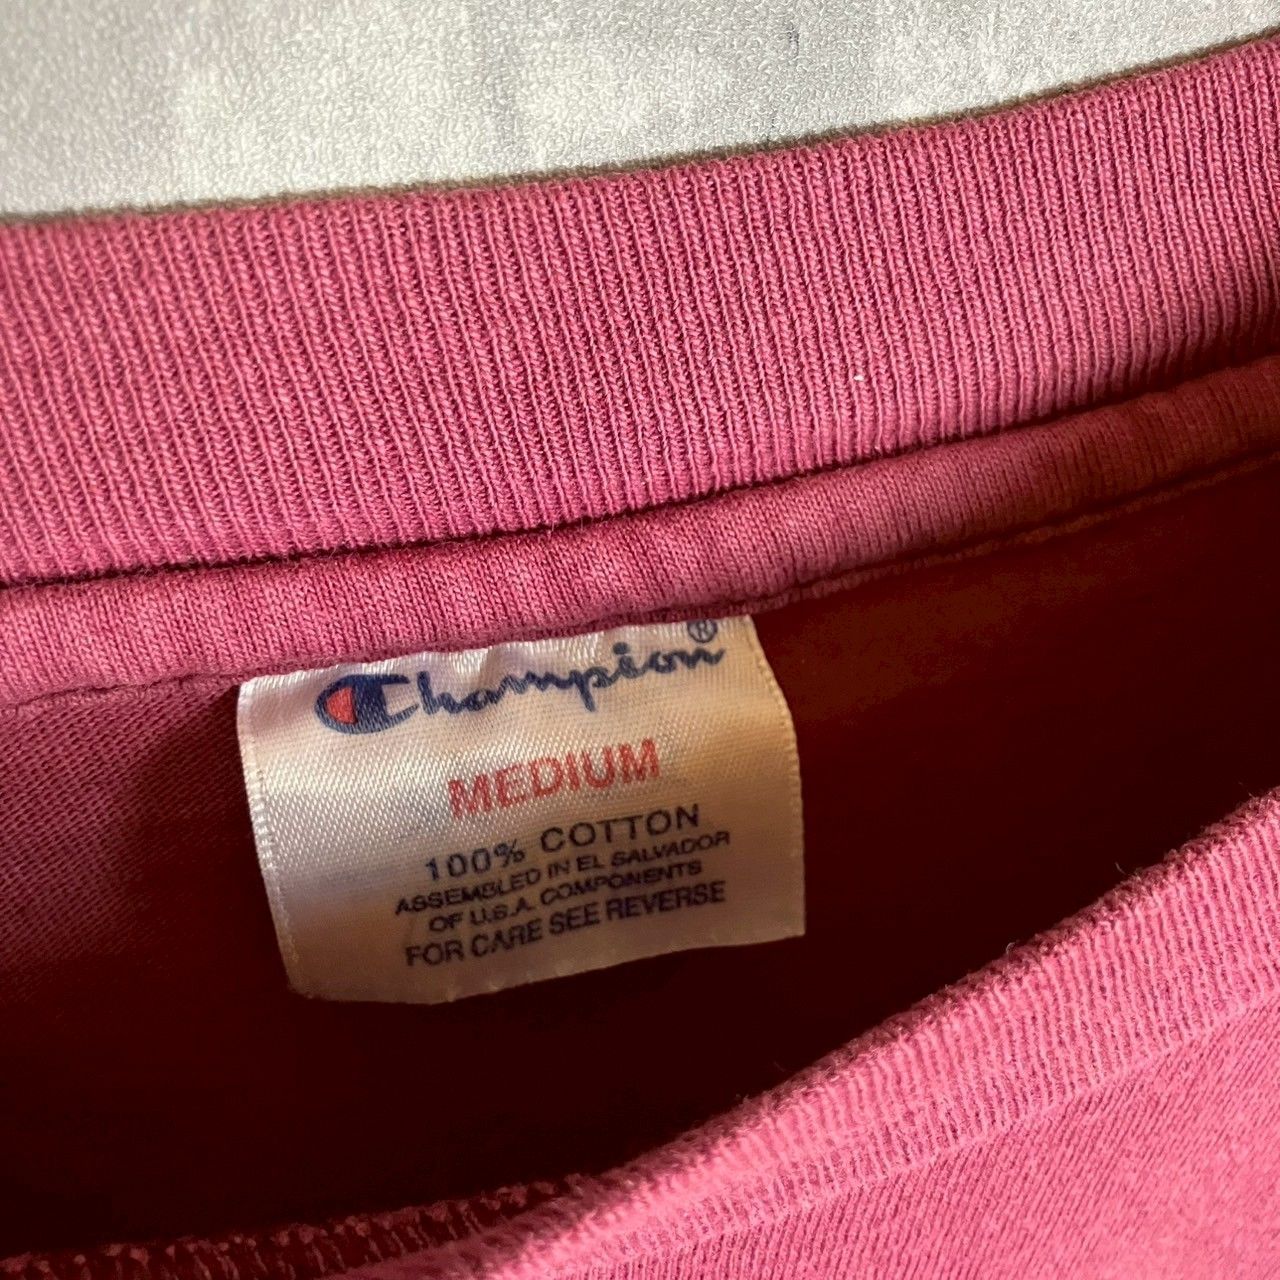 Champion®
MEDIUM
100% COTTON
ASSEMBLED IN EL SALVADOR
OF U.S.A. COMPONENTS
FOR CARE SEE REVERSE